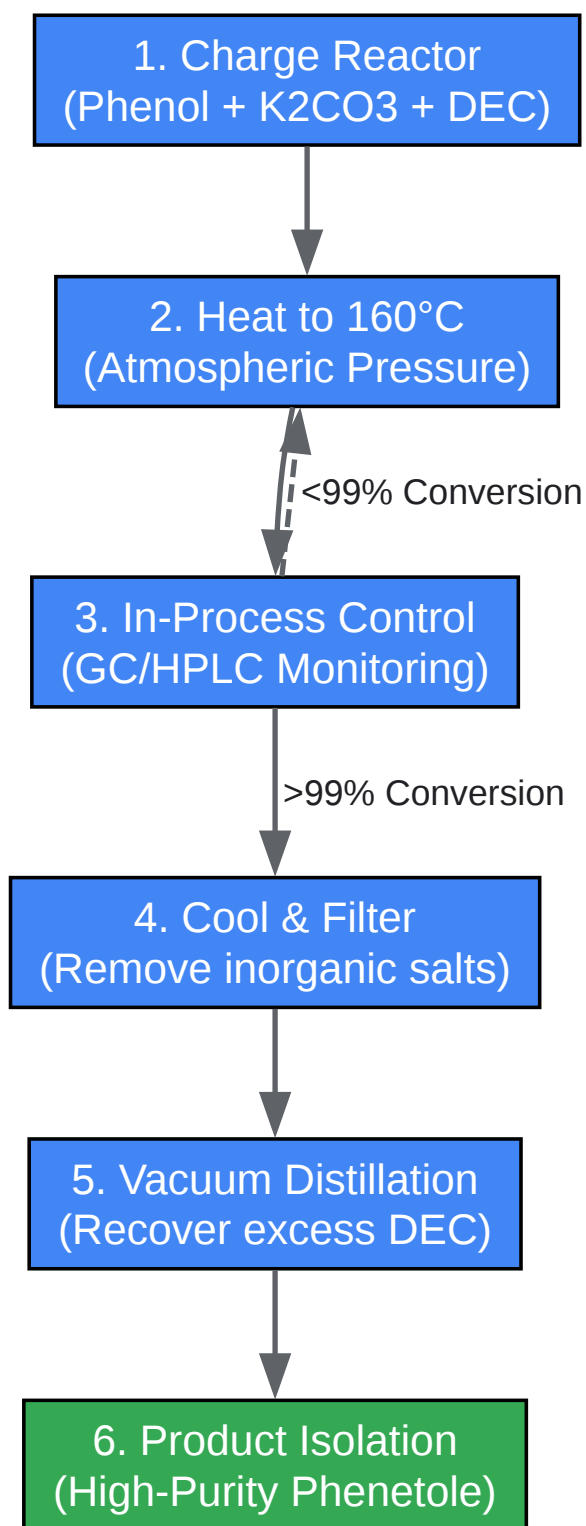 1. Charge Reactor
(Phenol + K2CO3 + DEC)
2. Heat to 160°C
(Atmospheric Pressure)
<99% Conversion
3. In-Process Control
(GC/HPLC Monitoring)
>99% Conversion
4. Cool & Filter
(Remove inorganic salts)
5. Vacuum Distillation
(Recover excess DEC)
6. Product Isolation
(High-Purity Phenetole)